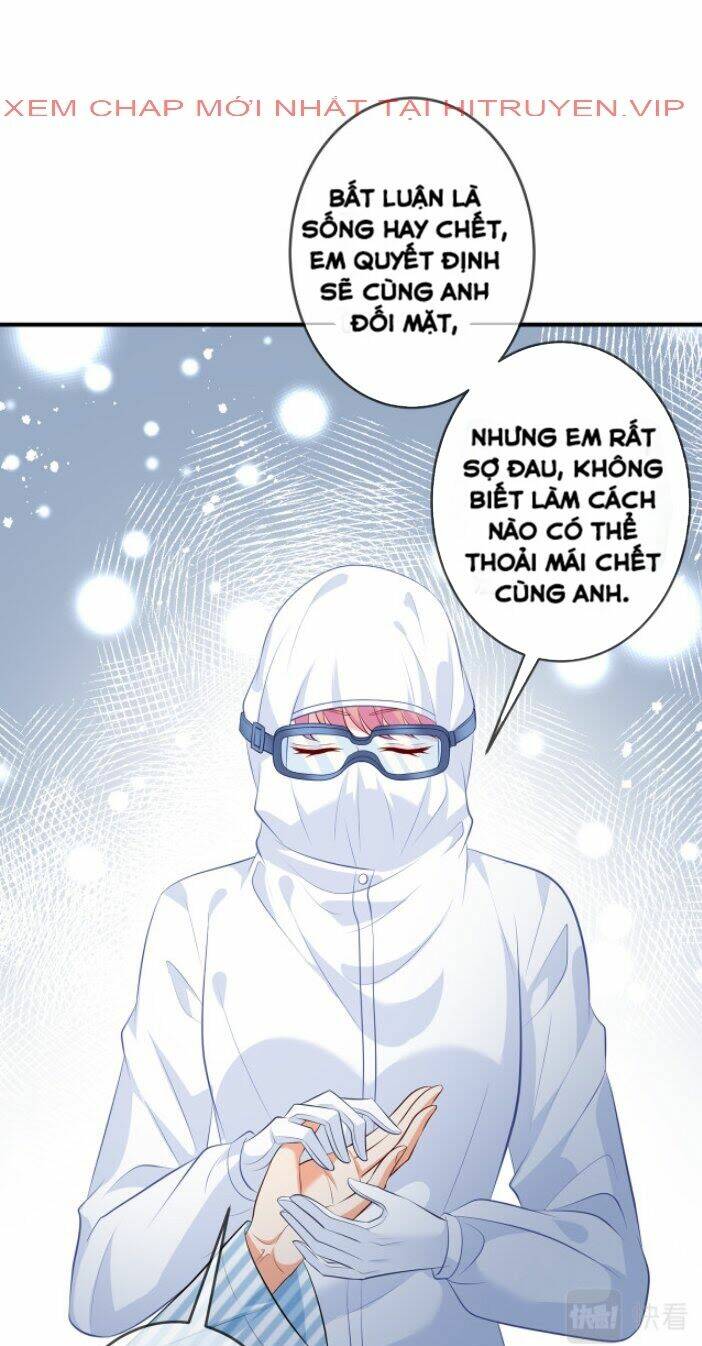 XEM CHAP MỚI NHẤT TẠI HITRUYEN.VIP
BẤT LUẬN LÀ
SỐNG HAY CHẾT,
EM QUYẾT ĐỊNH
SẼ CÙNG ANH
ĐỐI MẶT,
NHƯNG EM RẤT
SỢ ĐAU, KHÔNG
BIẾT LÀM CÁCH
NÀO CÓ THỂ
THOẢI MÁI CHẾT
CÙNG ANH.
快看! 快看